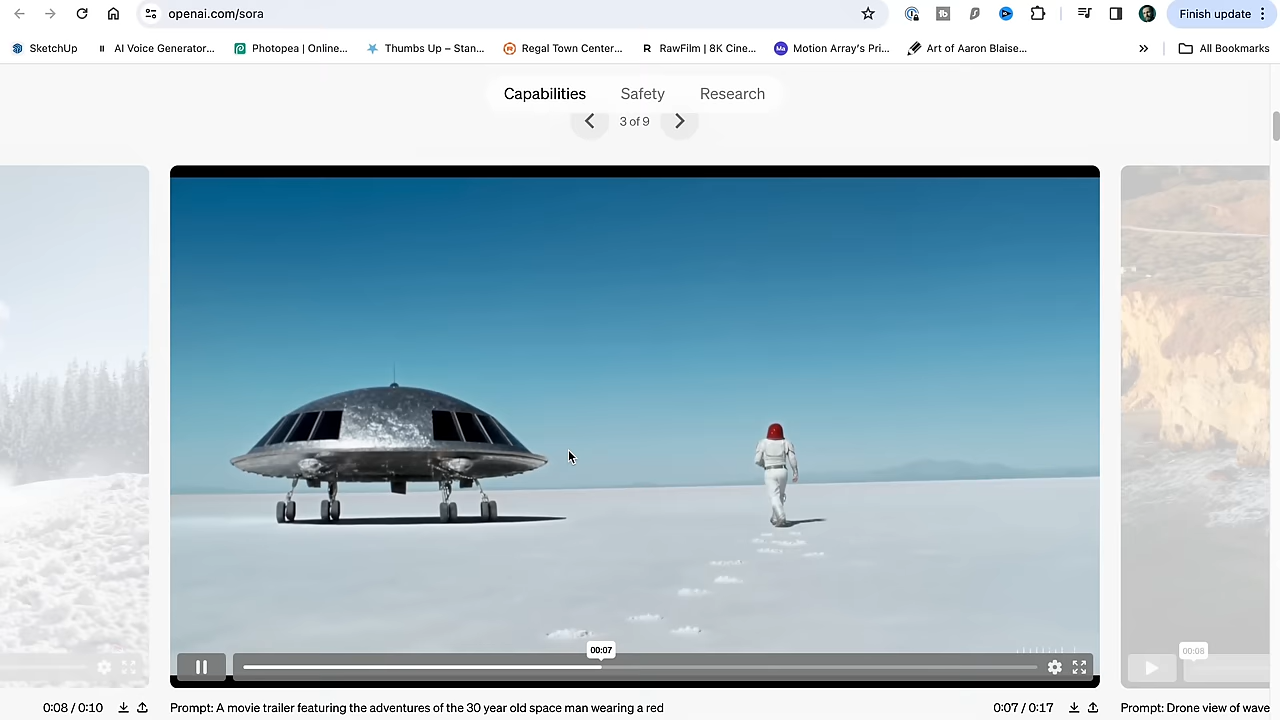 openai.com/sora
Finish update
SketchUp
AI Voice Generator...
Photopea | Online...
Thumbs Up – Stan...
Regal Town Center...
RawFilm | 8K Cine...
Motion Array's Pri...
Art of Aaron Blaise...
All Bookmarks
Capabilities
Safety
Research
3 of 9
00:07
00:08
0:08 / 0:10
Prompt: A movie trailer featuring the adventures of the 30 year old space man wearing a red
0:07 / 0:17
Prompt: Drone view of wave